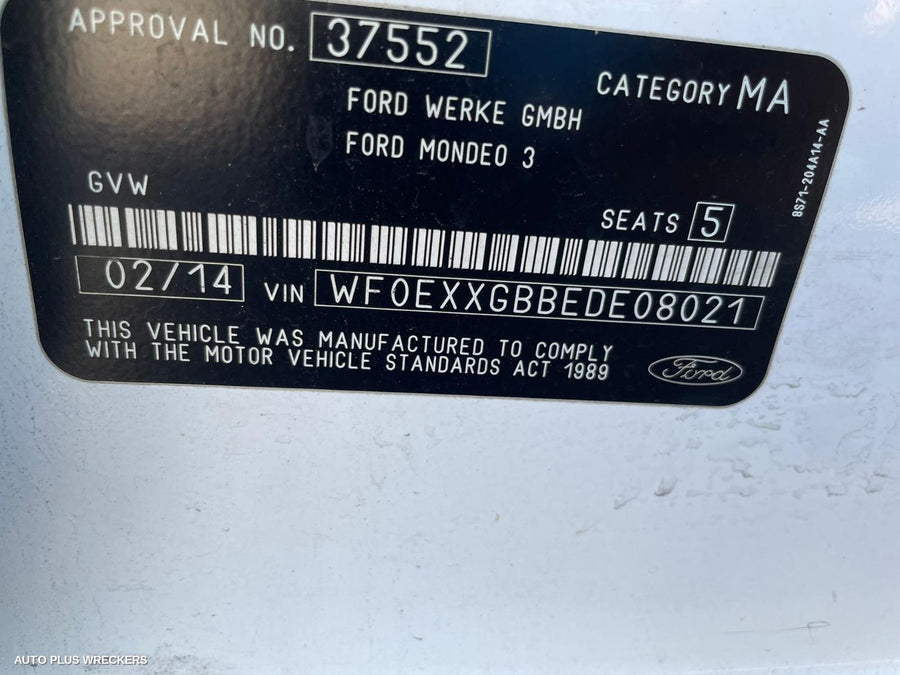 APPROVAL NO. 37552
CATEGORY MA
FORD WERKE GMBH
FORD MONDEO 3
8S71-204A14-AA
GVW
SEATS 5
02/14 VIN WF0EXXGBBEDE08021
THIS VEHICLE WAS MANUFACTURED TO COMPLY
WITH THE MOTOR VEHICLE STANDARDS ACT 1989
Ford
AUTO PLUS WRECKERS